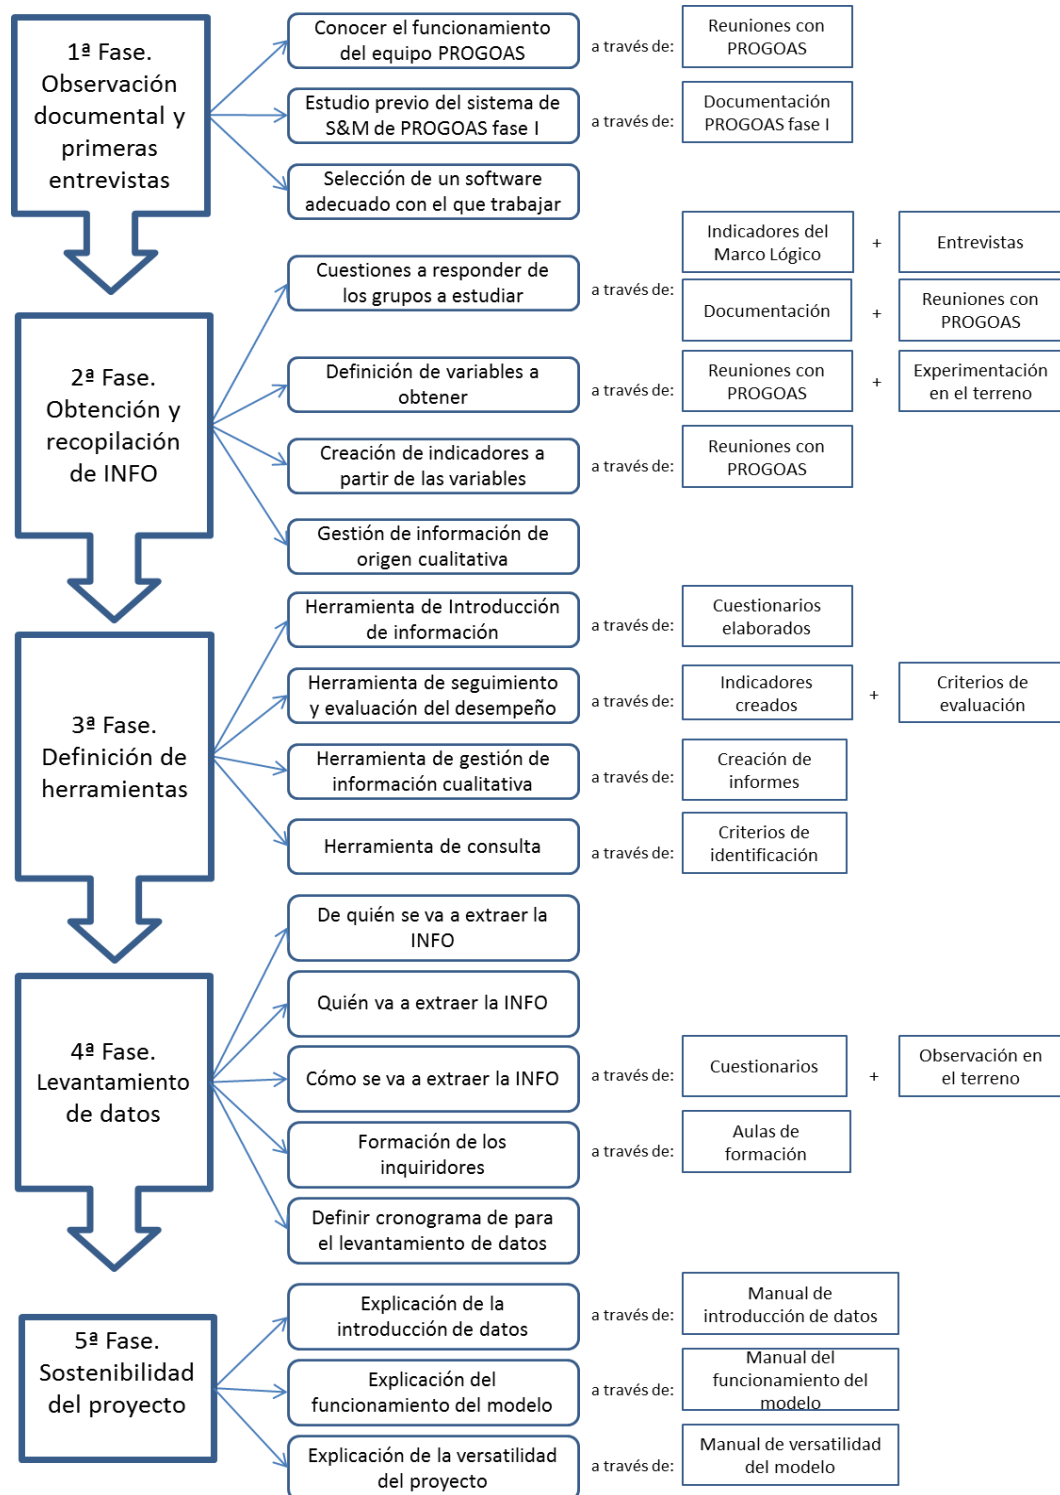 1ª Fase.
Observación
documental y
primeras
entrevistas
Conocer el funcionamiento
del equipo PROGOAS
a través de:
Reuniones con
PROGOAS
Estudio previo del sistema de
S&M de PROGOAS fase I
a través de:
Documentación
PROGOAS fase I
Selección de un software
adecuado con el que trabajar
2ª Fase.
Obtención y
recopilación
de INFO
Cuestiones a responder de
los grupos a estudiar
a través de:
Indicadores del
Marco Lógico
+
Entrevistas
Documentación
+
Reuniones con
PROGOAS
Definición de variables a
obtener
a través de:
Reuniones con
PROGOAS
+
Experimentación
en el terreno
Creación de indicadores a
partir de las variables
a través de:
Reuniones con
PROGOAS
Gestión de información de
origen cualitativa
3ª Fase.
Definición de
herramientas
Herramienta de Introducción
de información
a través de:
Cuestionarios
elaborados
Herramienta de seguimiento
y evaluación del desempeño
a través de:
Indicadores
creados
+
Criterios de
evaluación
Herramienta de gestión de
información cualitativa
a través de:
Creación de
informes
Herramienta de consulta
a través de:
Criterios de
identificación
4ª Fase.
Levantamiento
de datos
De quién se va a extraer la
INFO
Quién va a extraer la INFO
Cómo se va a extraer la INFO
a través de:
Cuestionarios
+
Observación en
el terreno
Formación de los
inquiridores
a través de:
Aulas de
formación
Definir cronograma de para
el levantamiento de datos
5ª Fase.
Sostenibilidad
del proyecto
Explicación de la
introducción de datos
a través de:
Manual de
introducción de datos
Explicación del
funcionamiento del modelo
a través de:
Manual del
funcionamiento del
modelo
Explicación de la versatilidad
del proyecto
a través de:
Manual de versatilidad
del modelo